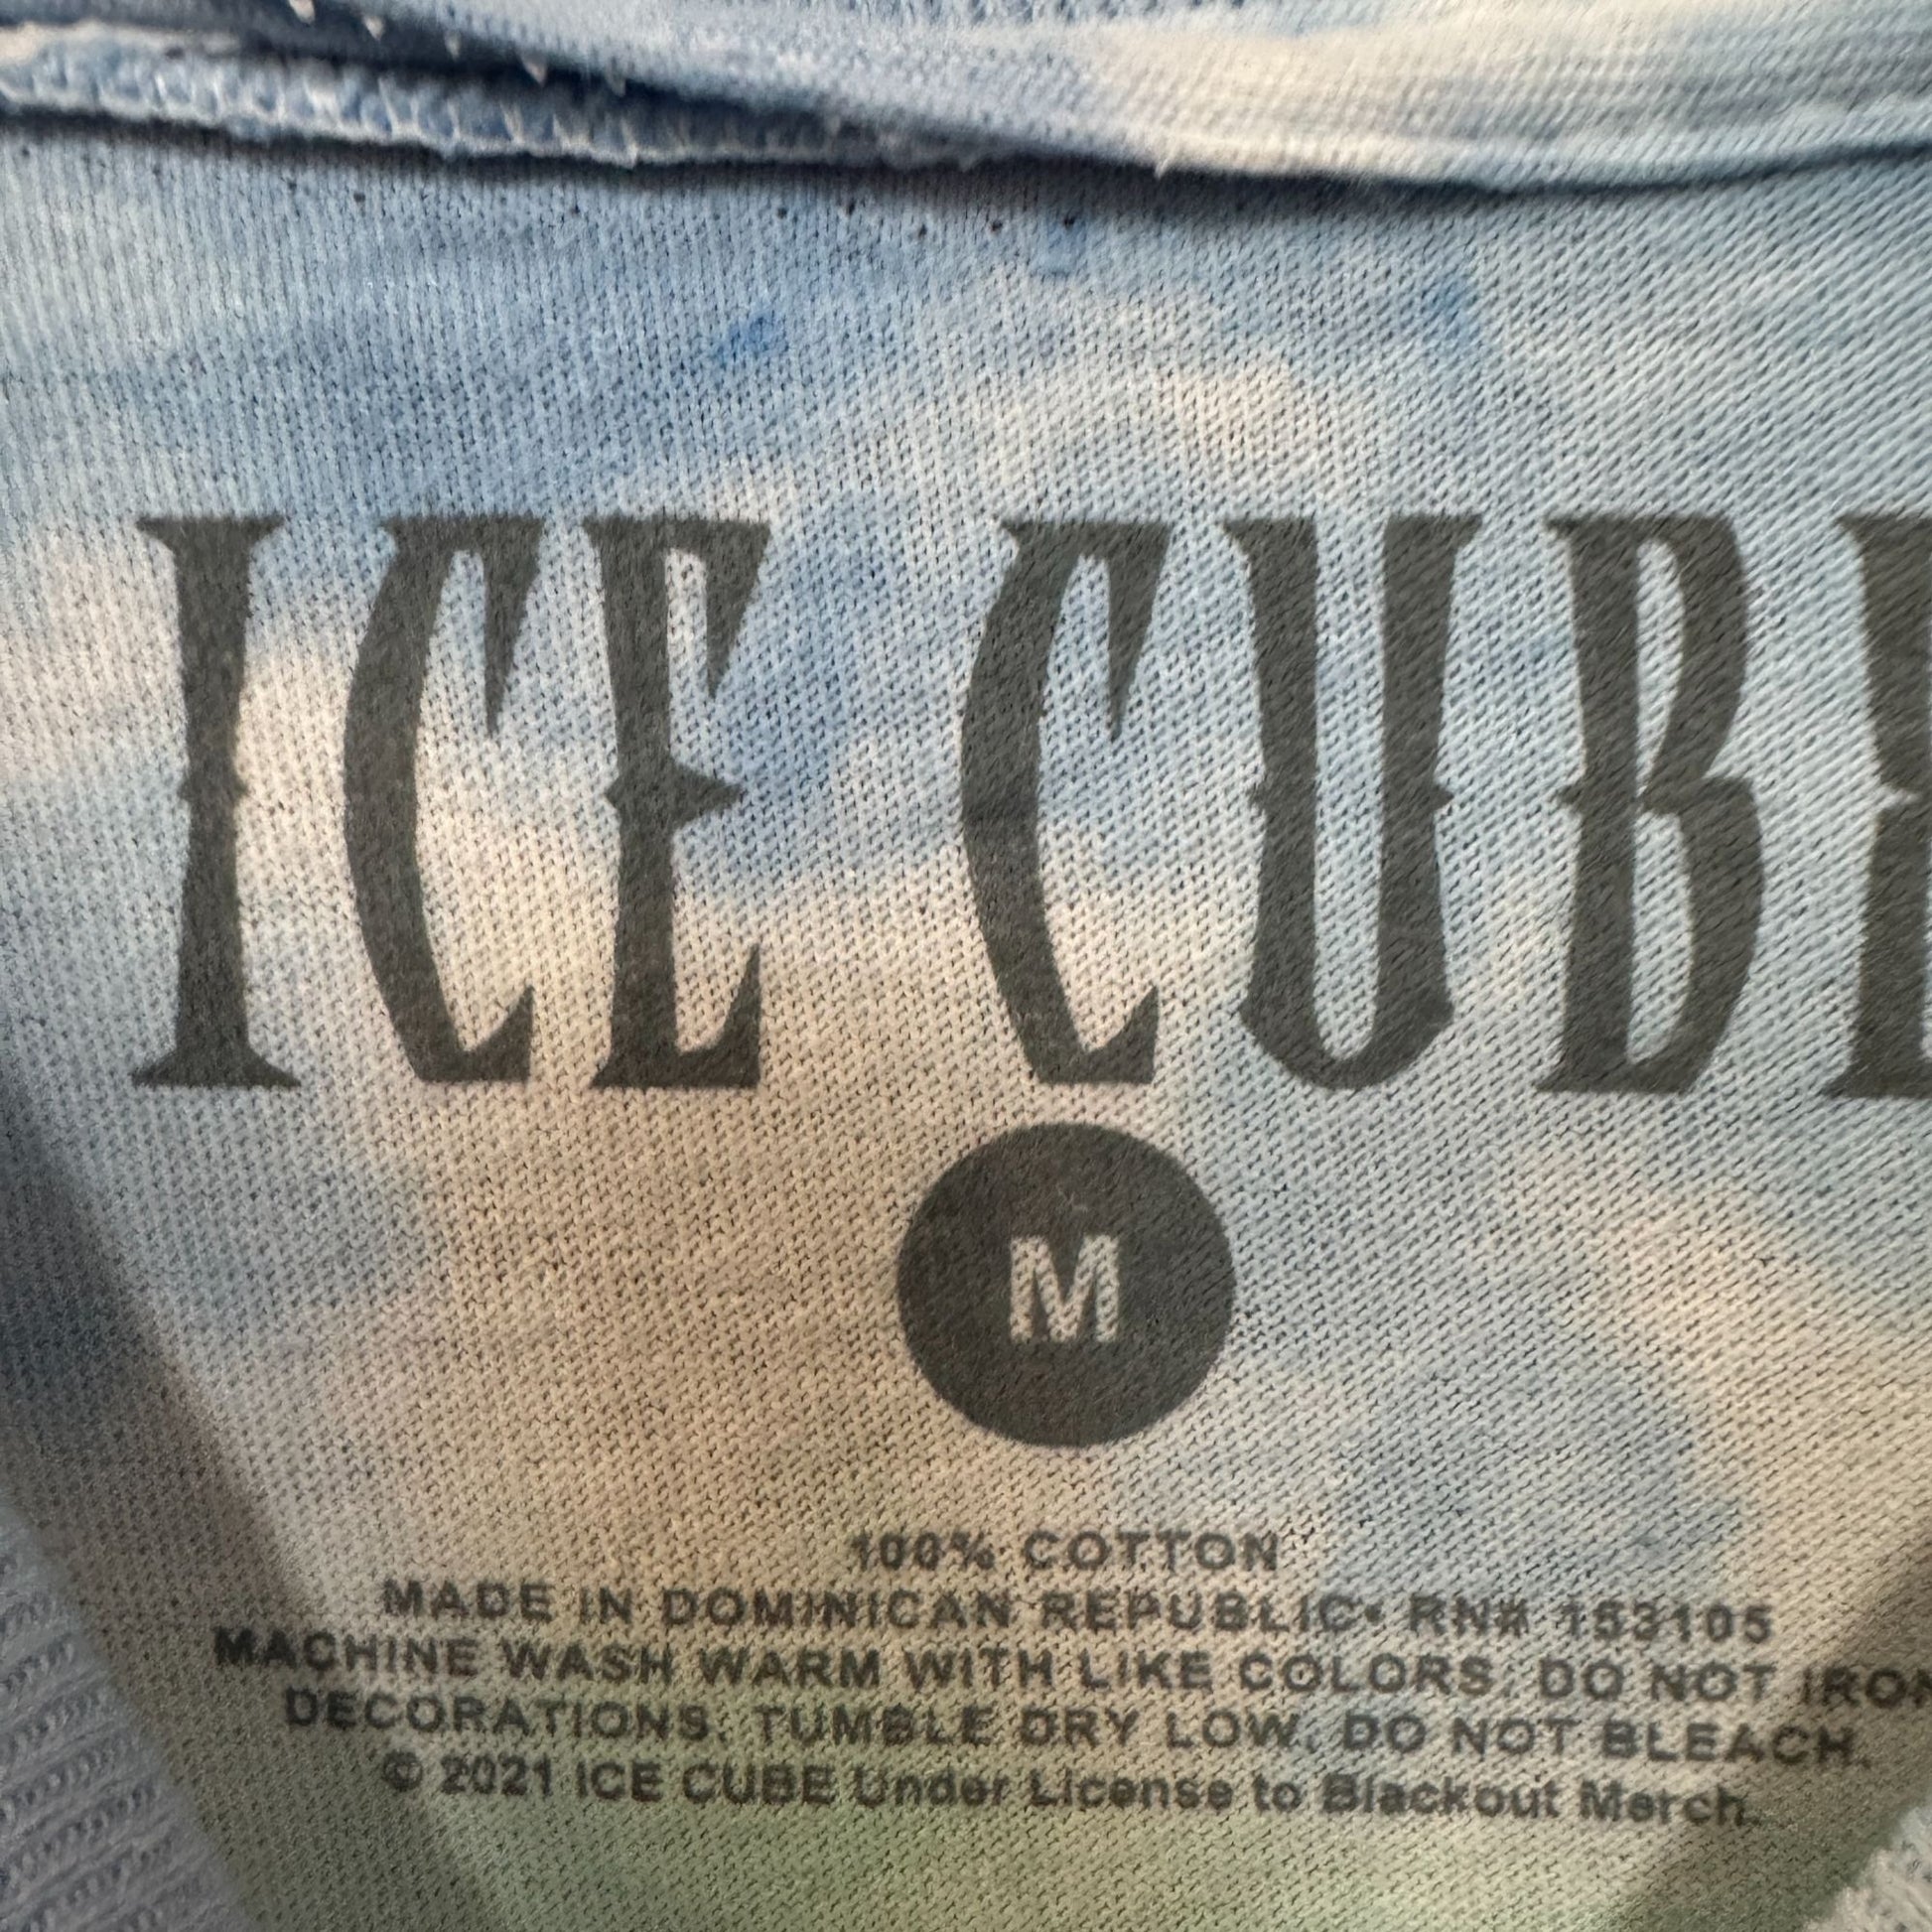 ICE CUBE
M
100% COTTON
MADE IN DOMINICAN REPUBLIC • RN# 153105
MACHINE WASH WARM WITH LIKE COLORS. DO NOT IRON
DECORATIONS. TUMBLE DRY LOW. DO NOT BLEACH.
© 2021 ICE CUBE Under License to Blackout Merch.